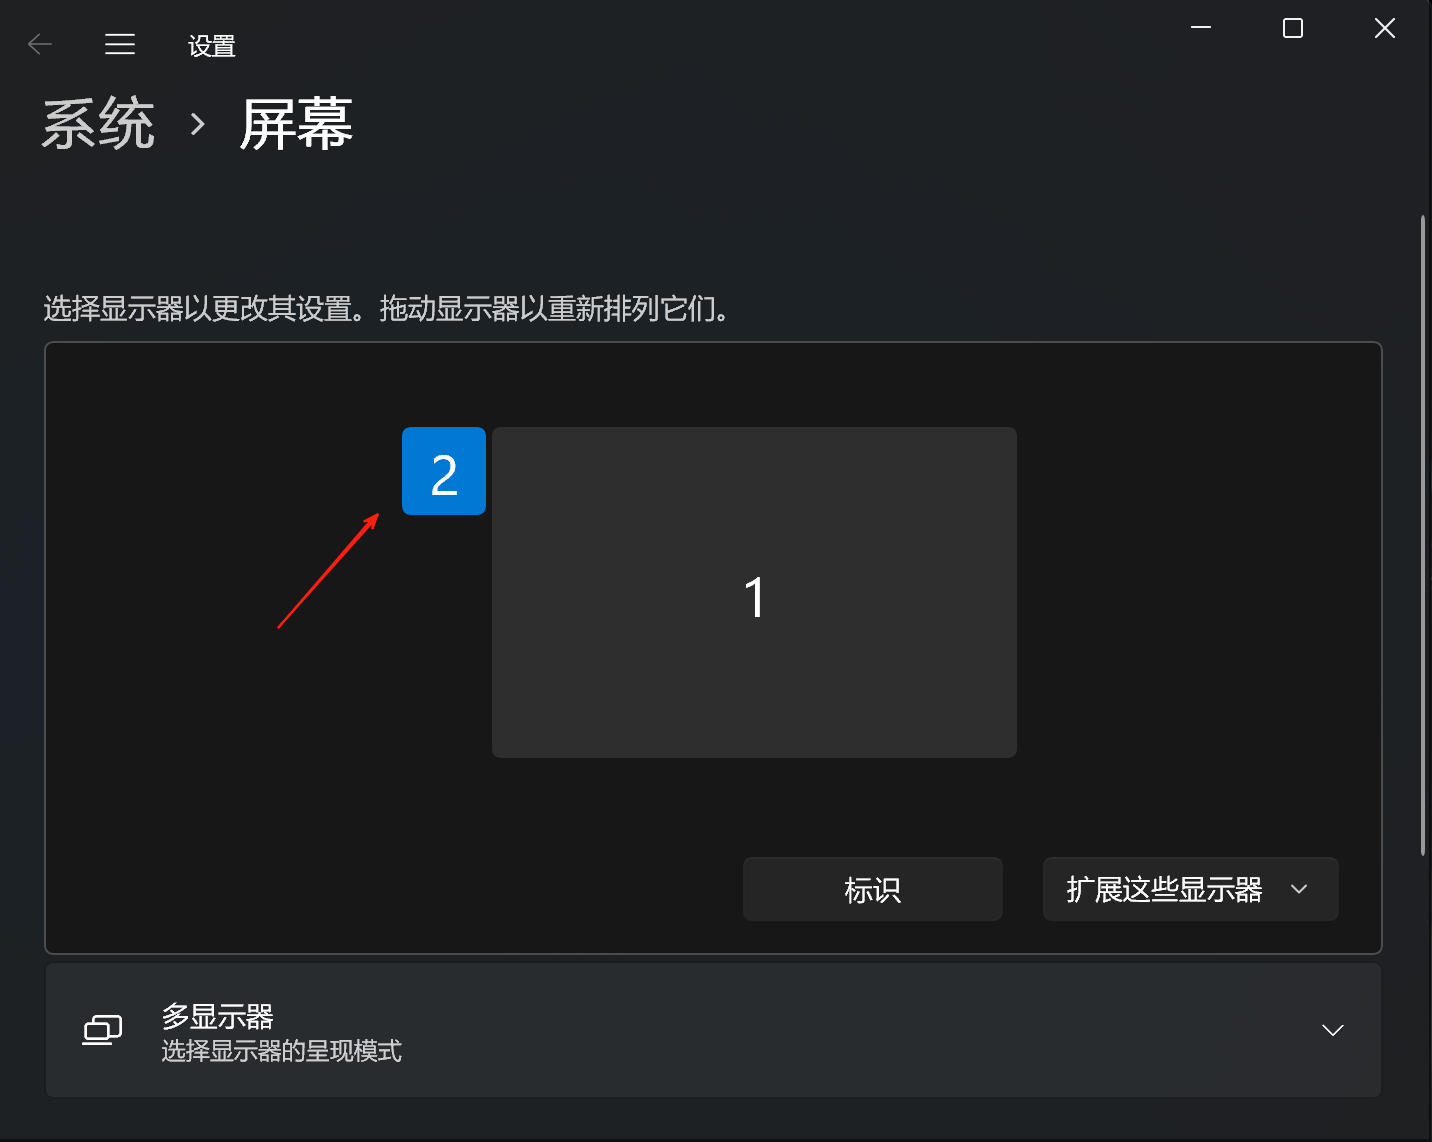 设置
系统 › 屏幕
选择显示器以更改其设置。拖动显示器以重新排列它们。
2
1
标识
扩展这些显示器
多显示器
选择显示器的呈现模式